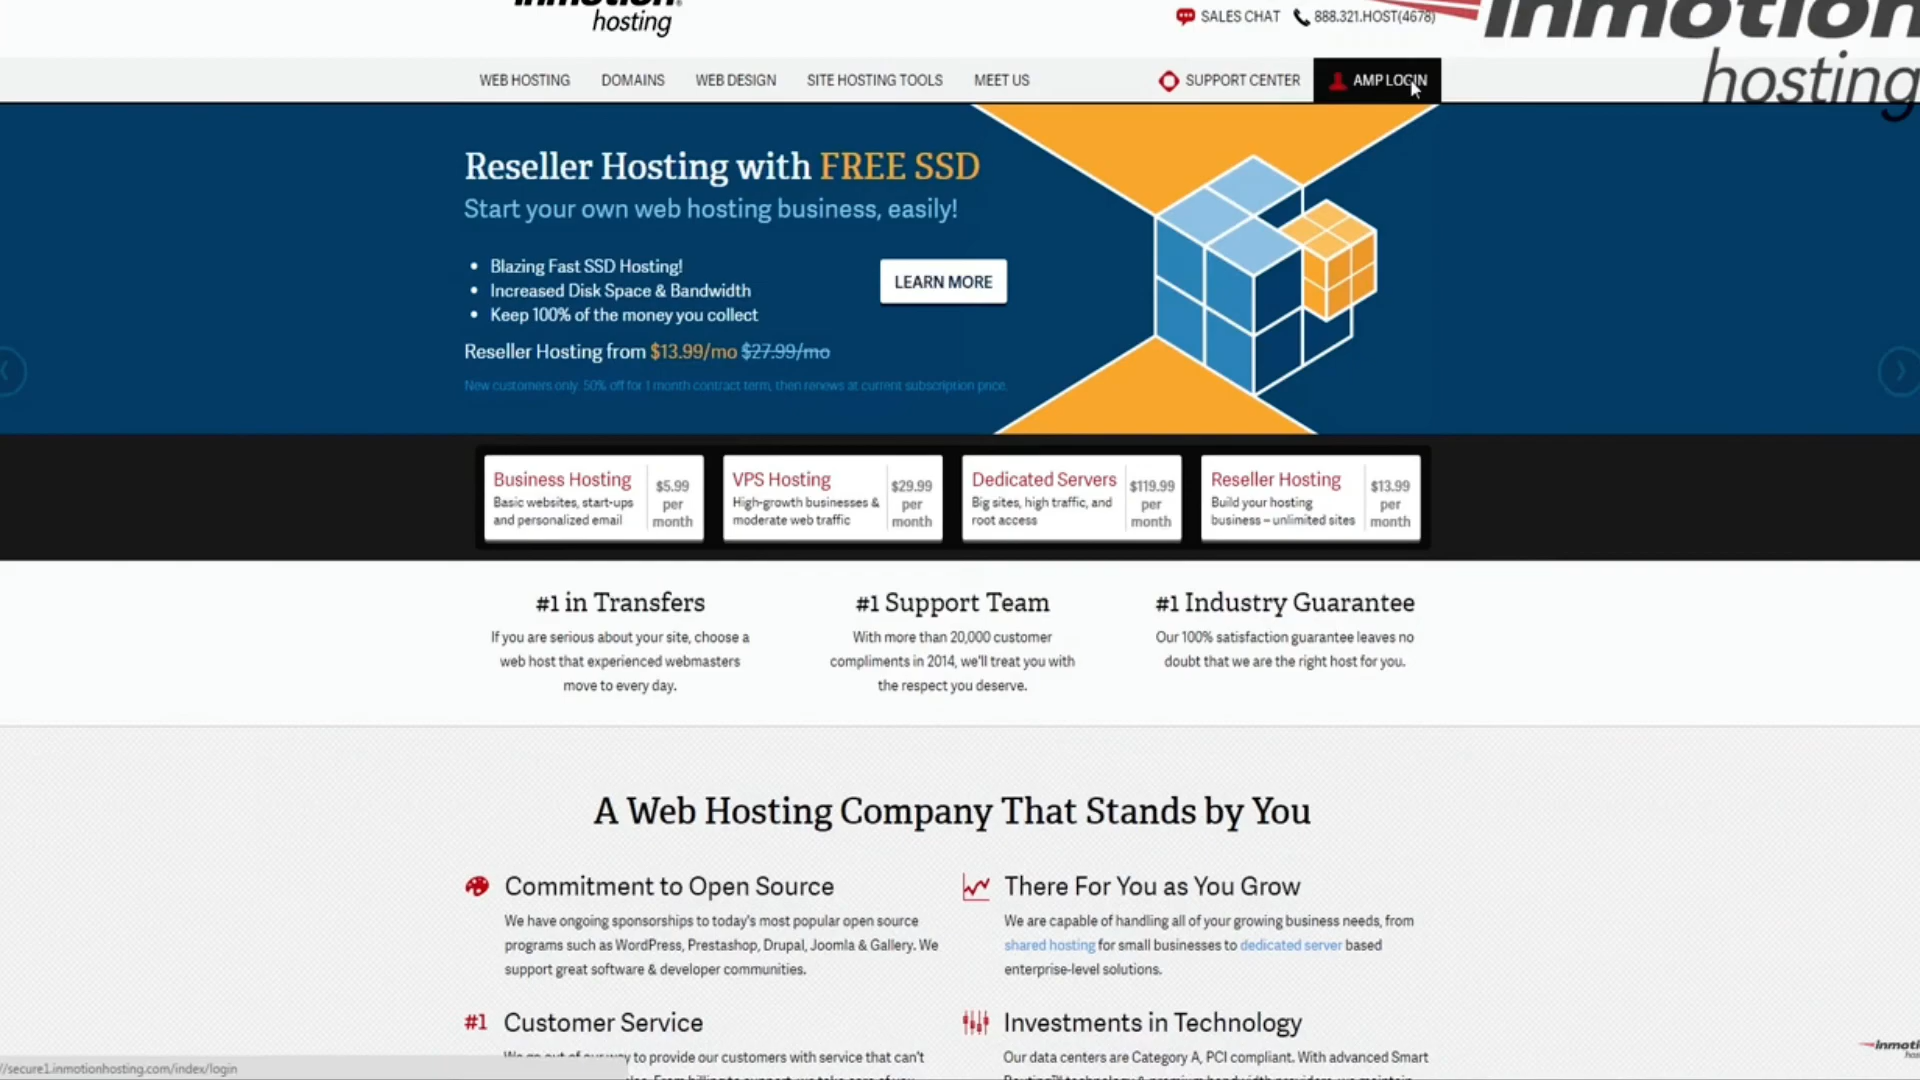 inmotion
hosting
SALES CHAT
888.321.HOST(4678)
inmotion
hosting
WEB HOSTING
DOMAINS
WEB DESIGN
SITE HOSTING TOOLS
MEET US
SUPPORT CENTER
AMP LOGIN
Reseller Hosting with FREE SSD
Start your own web hosting business, easily!
• Blazing Fast SSD Hosting!
• Increased Disk Space & Bandwidth
• Keep 100% of the money you collect
LEARN MORE
Reseller Hosting from $13.99/mo $27.99/mo
New customers only. 50% off for 1 month contract term, then renews at current subscription price.
Business Hosting
Basic websites, start-ups
and personalized email
$5.99
per
month
VPS Hosting
High-growth businesses &
moderate web traffic
$29.99
per
month
Dedicated Servers
Big sites, high traffic, and
root access
$119.99
per
month
Reseller Hosting
Build your hosting
business – unlimited sites
$13.99
per
month
#1 in Transfers
If you are serious about your site, choose a
web host that experienced webmasters
move to every day.
#1 Support Team
With more than 20,000 customer
compliments in 2014, we'll treat you with
the respect you deserve.
#1 Industry Guarantee
Our 100% satisfaction guarantee leaves no
doubt that we are the right host for you.
A Web Hosting Company That Stands by You
Commitment to Open Source
We have ongoing sponsorships to today's most popular open source
programs such as WordPress, Prestashop, Drupal, Joomla & Gallery. We
support great software & developer communities.
There For You as You Grow
We are capable of handling all of your growing business needs, from
shared hosting for small businesses to dedicated server based
enterprise-level solutions.
#1 Customer Service
We go out of our way to provide our customers with service that can't
Investments in Technology
Our data centers are Category A, PCI compliant. With advanced Smart
//secure1.inmotionhosting.com/index/login